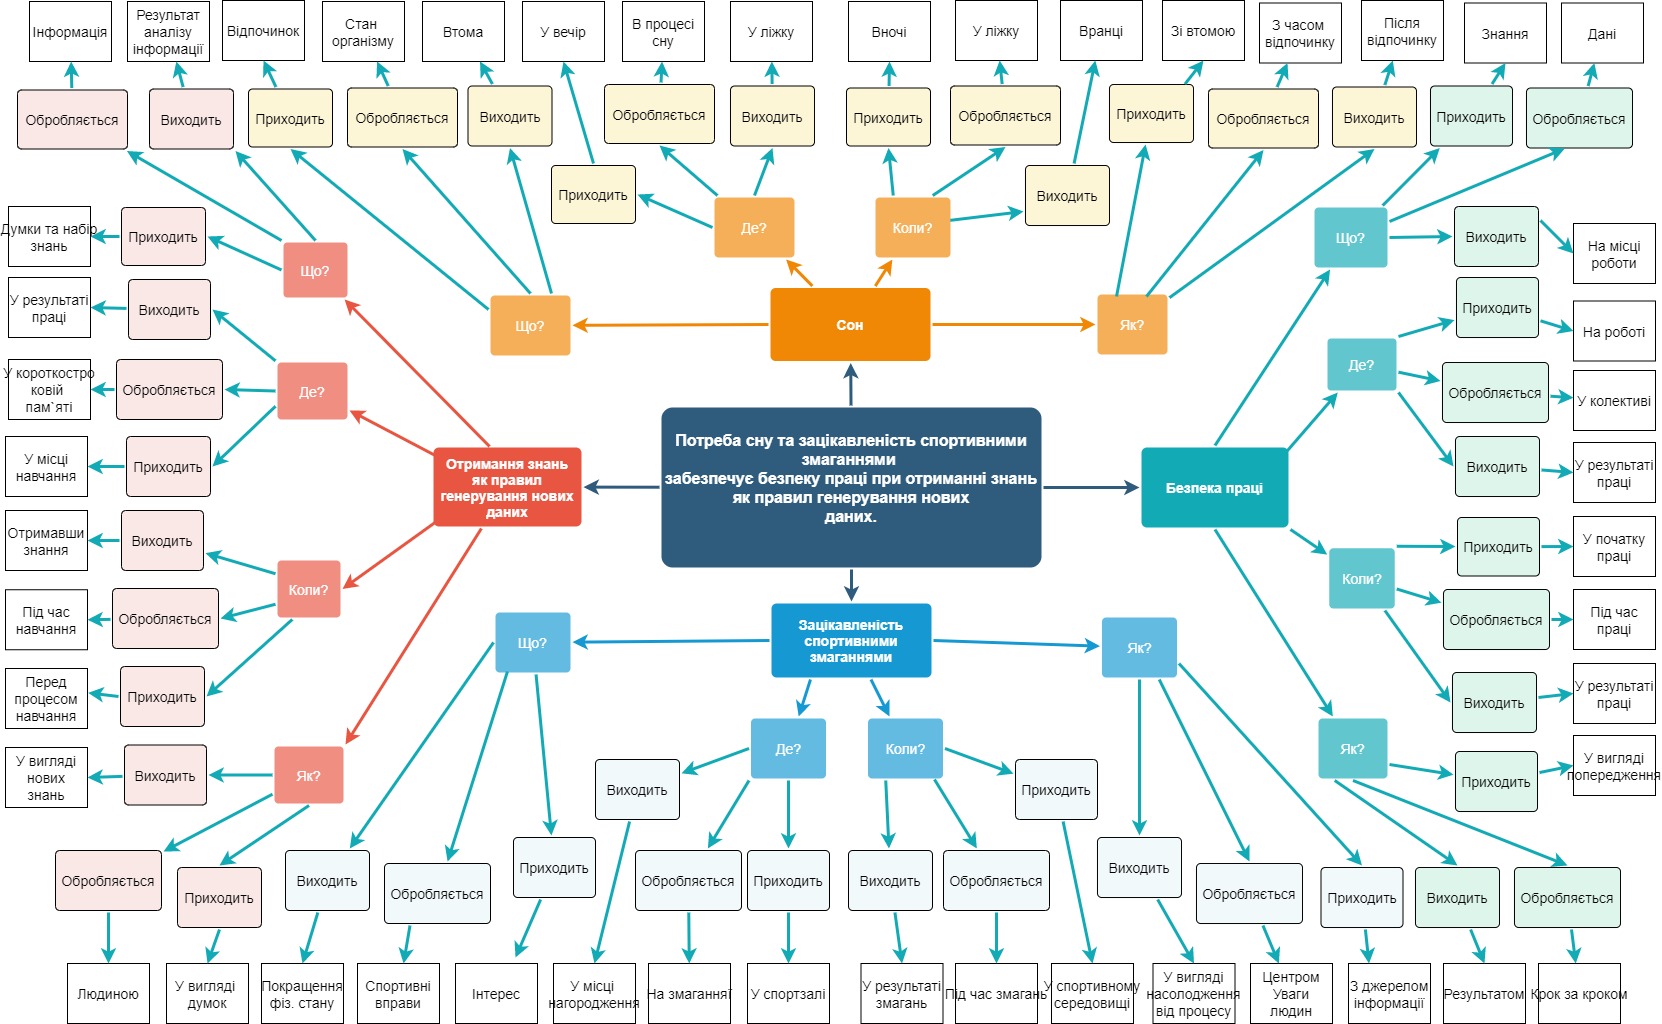 Інформація
Результат
аналізу
інформації
Відпочинок
Стан
організму
Втома
У вечір
В процесі
сну
У ліжку
Вночі
У ліжку
Вранці
Зі втомою
З часом
відпочинку
Після
відпочинку
Знання
Дані
Обробляється
Виходить
Приходить
Обробляється
Виходить
Обробляється
Виходить
Приходить
Обробляється
Приходить
Обробляється
Виходить
Приходить
Обробляється
Приходить
Виходить
Думки та набір
знань
Приходить
Що?
Де?
Коли?
Що?
Виходить
На місці
роботи
У результаті
праці
Виходить
Що?
Сон
Як?
Приходить
На роботі
У короткостро
ковій
пам`яті
Обробляється
Де?
Де?
Обробляється
У колективі
У місці
навчання
Приходить
Отримання знань
як правил
генерування нових
даних
Потреба сну та зацікавленість спортивними
змаганнями
забезпечує безпеку праці при отриманні знань
як правил генерування нових
даних.
Безпека праці
Виходить
У результаті
праці
Отримавши
знання
Виходить
Коли?
Коли?
Приходить
У початку
праці
Під час
навчання
Обробляється
Що?
Зацікавленість
спортивними
змаганнями
Як?
Обробляється
Під час
праці
Перед
процесом
навчання
Приходить
Виходить
У результаті
праці
У вигляді
нових
знань
Виходить
Як?
Де?
Коли?
Як?
Приходить
У вигляді
попередження
Виходить
Приходить
Обробляється
Приходить
Виходить
Обробляється
Приходить
Обробляється
Приходить
Виходить
Обробляється
Виходить
Обробляється
Приходить
Виходить
Обробляється
Людиною
У вигляді
думок
Покращення
фіз. стану
Спортивні
вправи
Інтерес
У місці
нагородження
На змаганняї
У спортзалі
У результаті
змагань
Під час змагань
У спортивному
середовищі
У вигляді
насолодження
від процесу
Центром
Уваги
людин
З джерелом
інформації
Результатом
Крок за кроком